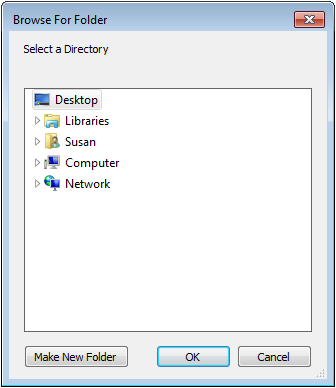 Browse For Folder
Select a Directory
Desktop
Libraries
Susan
Computer
Network
Make New Folder OK Cancel